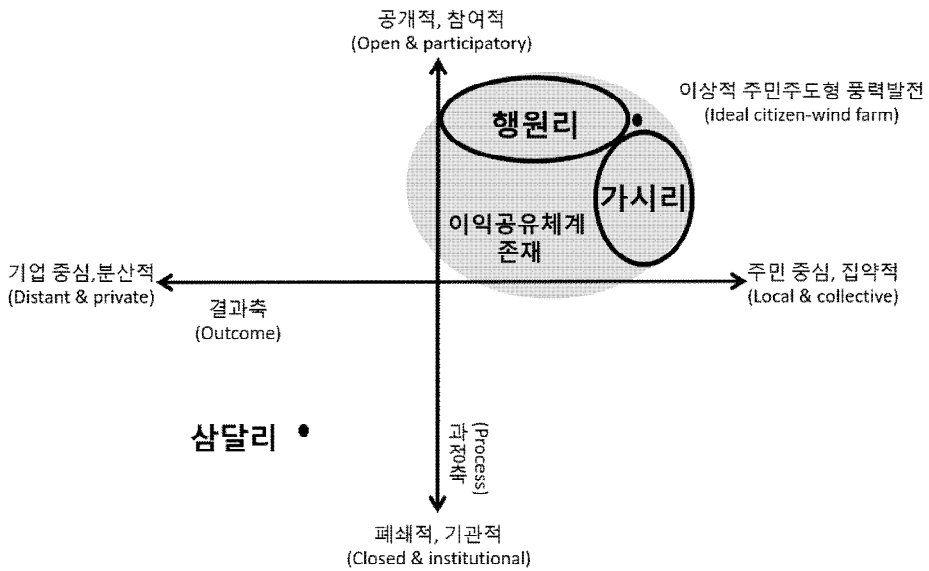 공개적, 참여적
(Open & participatory)
이상적 주민주도형 풍력발전
(Ideal citizen-wind farm)
행원리
가시리
이익공유체계
존재
기업 중심,분산적
(Distant & private)
주민 중심, 집약적
(Local & collective)
결과축
(Outcome)
삼달리
과정축
(Process)
폐쇄적, 기관적
(Closed & institutional)